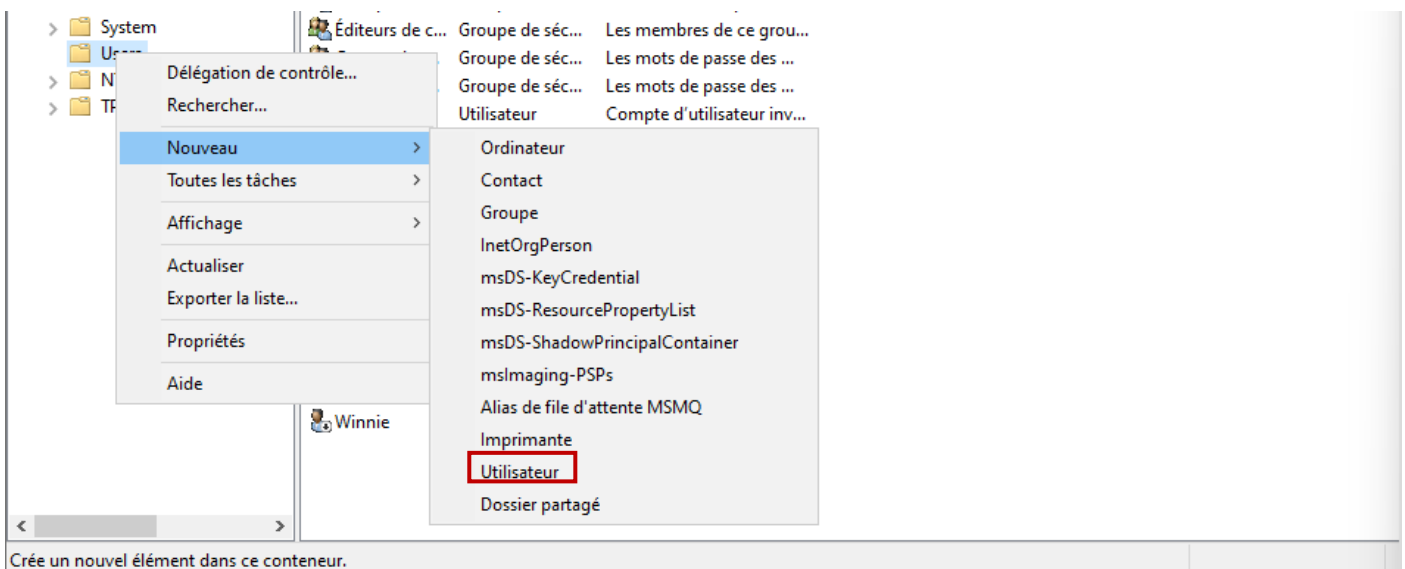 System
Users
Éditeurs de c... Groupe de séc... Les membres de ce grou...
Groupe de séc... Les mots de passe des ...
Groupe de séc... Les mots de passe des ...
Utilisateur Compte d'utilisateur inv...
Délégation de contrôle...
Rechercher...
Nouveau
Toutes les tâches
Affichage
Actualiser
Exporter la liste...
Propriétés
Aide
Ordinateur
Contact
Groupe
InetOrgPerson
msDS-KeyCredential
msDS-ResourcePropertyList
msDS-ShadowPrincipalContainer
msImaging-PSPs
Alias de file d'attente MSMQ
Imprimante
Utilisateur
Dossier partagé
Winnie
Crée un nouvel élément dans ce conteneur.